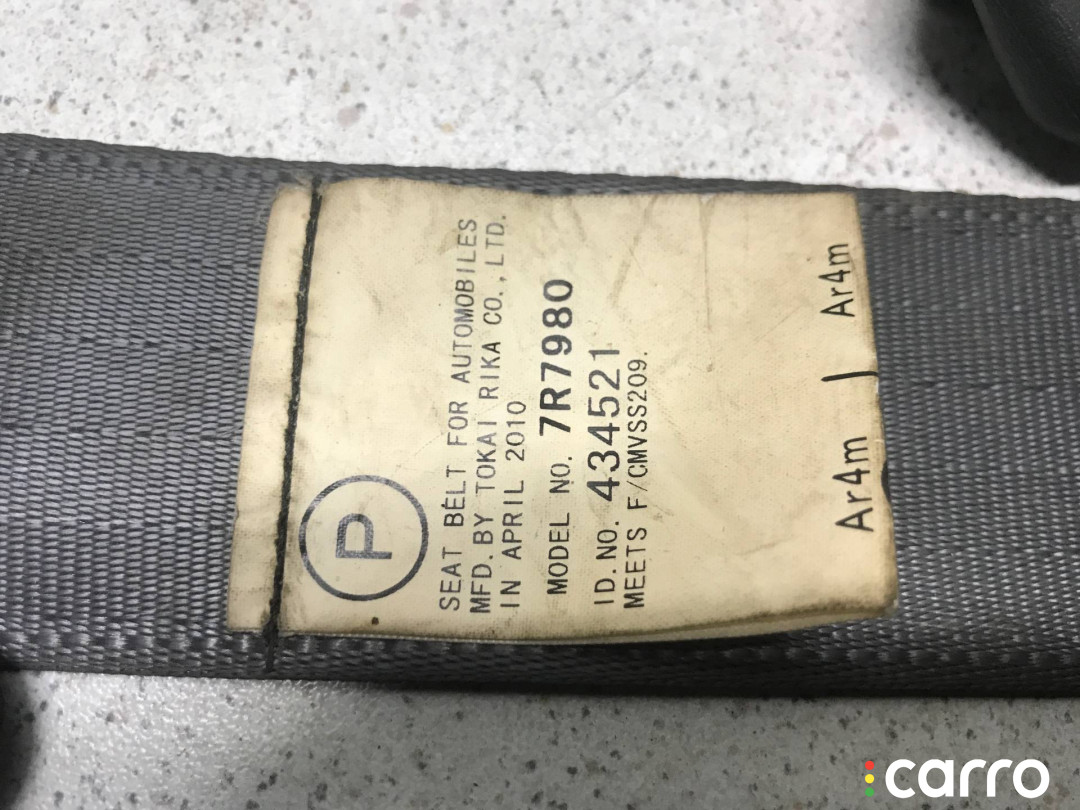 P
SEAT BELT FOR AUTOMOBILES
MFD. BY TOKAI RIKA CO., LTD.
IN APRIL 2010
MODEL NO. 7R7980
ID. NO. 434521
MEETS F/CMVSS209.
Ar4m Ar4m
carro